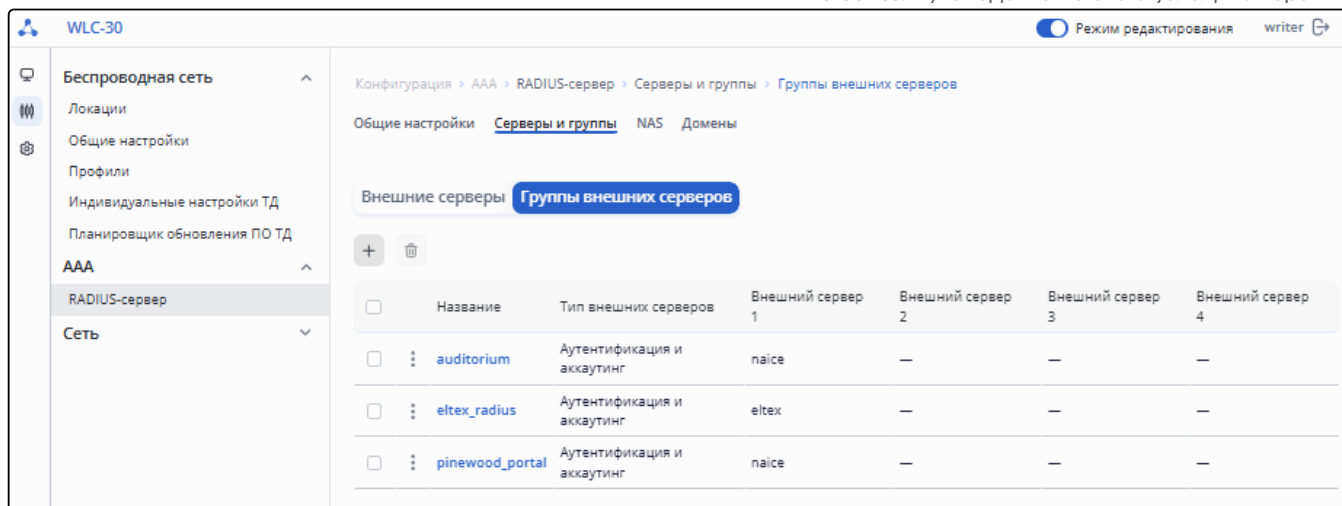 WLC-30
Режим редактирования
writer
Беспроводная сеть
Локации
Общие настройки
Профили
Индивидуальные настройки ТД
Планировщик обновления ПО ТД
ААА
RADIUS-сервер
Сеть
Конфигурация > ААА > RADIUS-сервер > Серверы и группы > Группы внешних серверов
Общие настройки Серверы и группы NAS Домены
Внешние серверы Группы внешних серверов
Название Тип внешних серверов Внешний сервер 1 Внешний сервер 2 Внешний сервер 3 Внешний сервер 4
auditorium Аутентификация и аккаутинг naice — — —
eltex_radius Аутентификация и аккаутинг eltex — — —
pinewood_portal Аутентификация и аккаутинг naice — — —